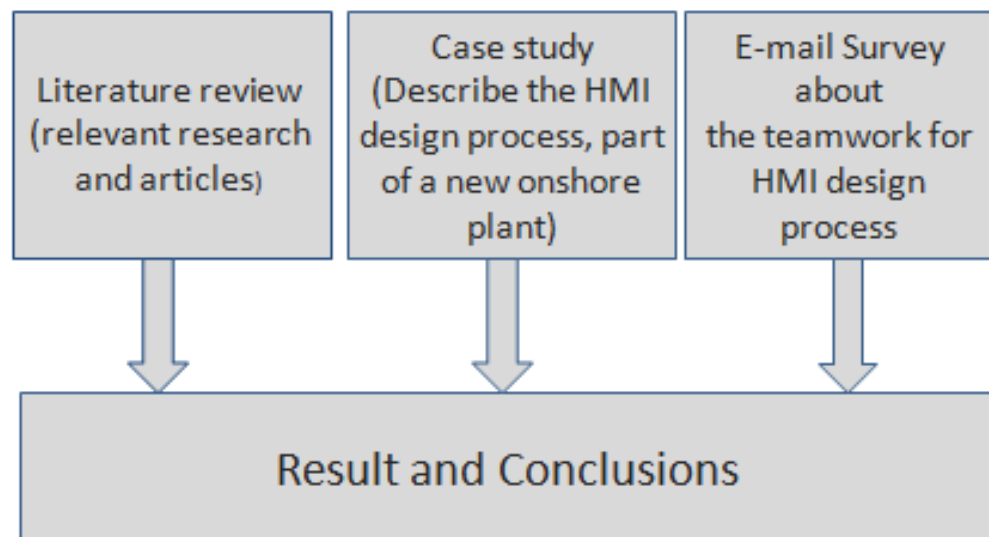 Literature review
(relevant research
and articles)
Case study
(Describe the HMI
design process, part
of a new onshore
plant)
E-mail Survey
about
the teamwork for
HMI design
process
Result and Conclusions